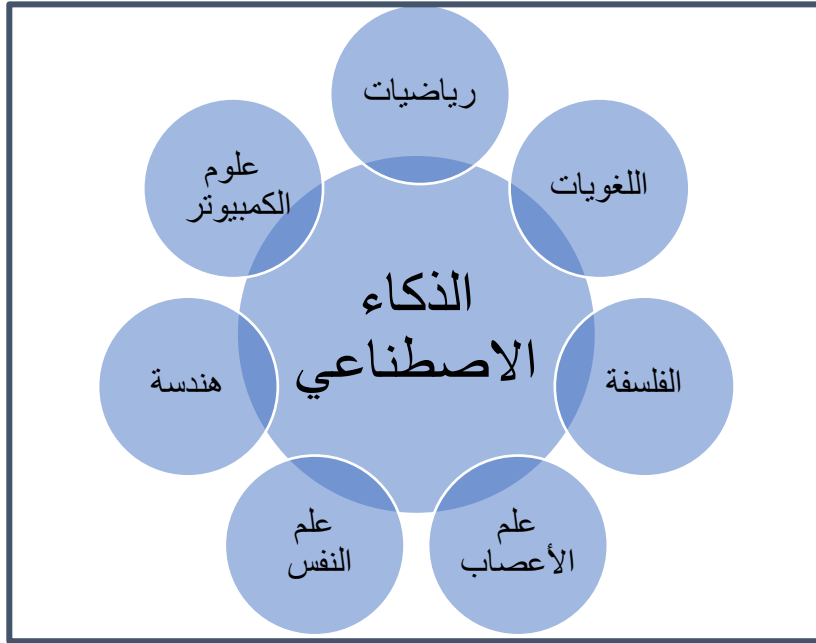 رياضيات
اللغويات
الفلسفة
علم
الأعصاب
علم
النفس
هندسة
علوم
الكمبيوتر
الذكاء
الاصطناعي